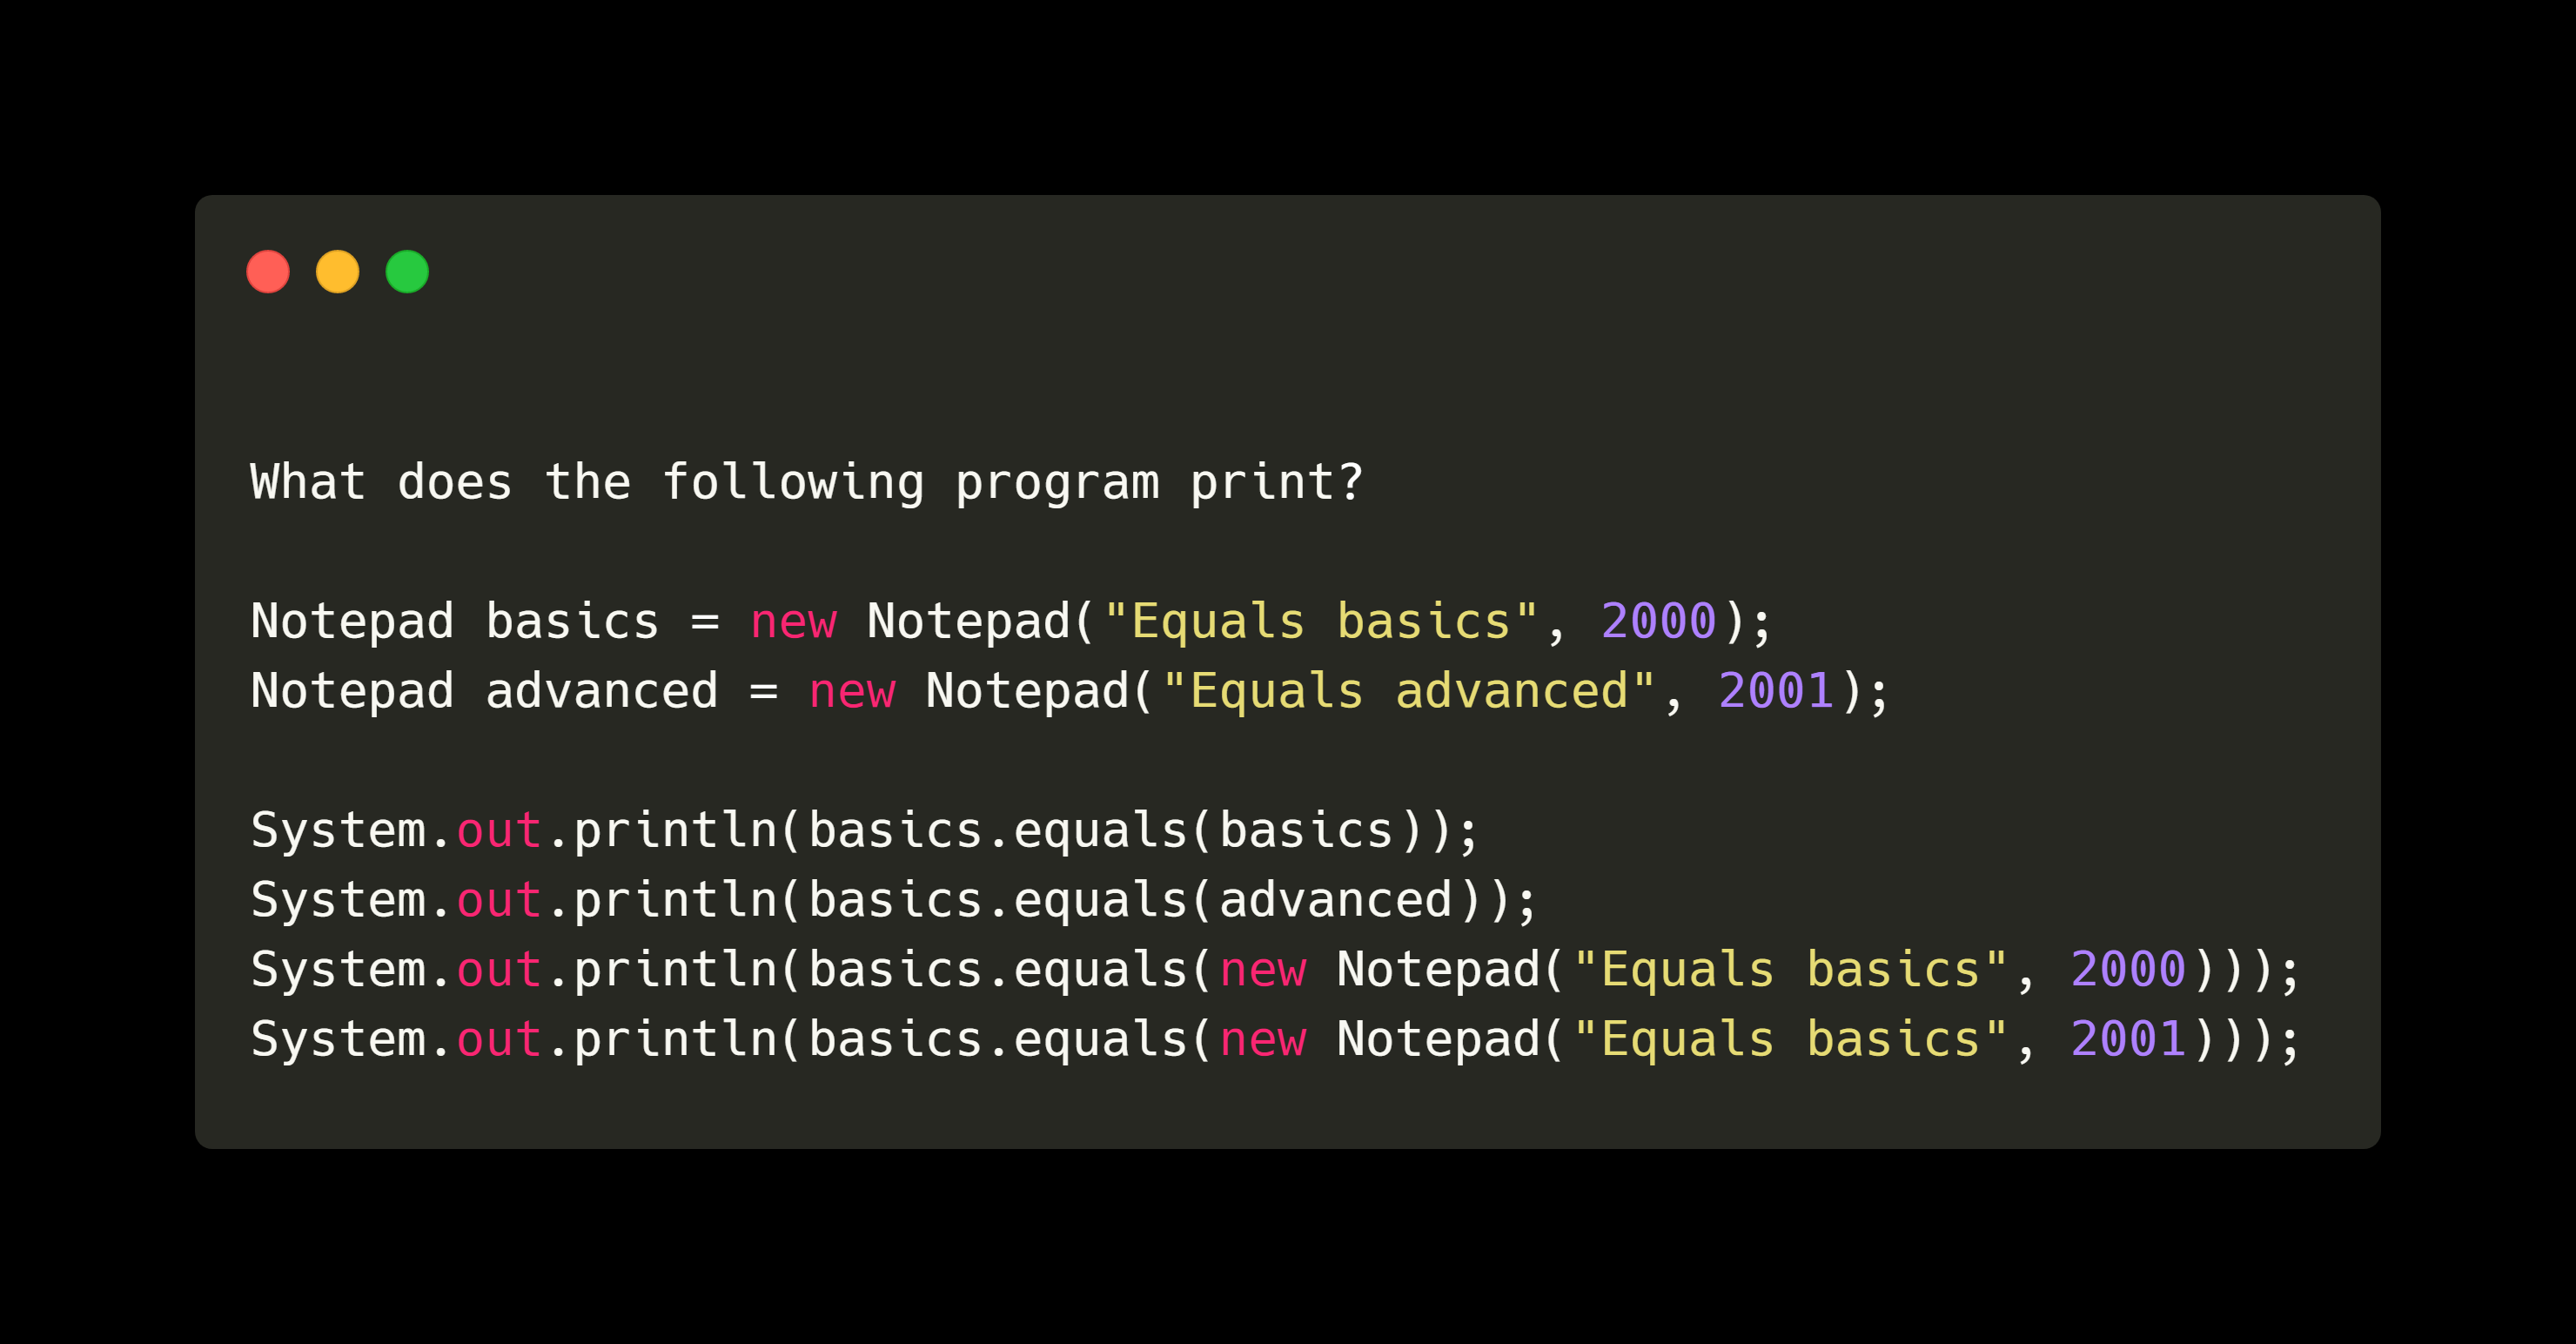 What does the following program print?
Notepad basics = new Notepad("Equals basics", 2000);
Notepad advanced = new Notepad("Equals advanced", 2001);
System.out.println(basics.equals(basics));
System.out.println(basics.equals(advanced));
System.out.println(basics.equals(new Notepad("Equals basics", 2000)));
System.out.println(basics.equals(new Notepad("Equals basics", 2001)));